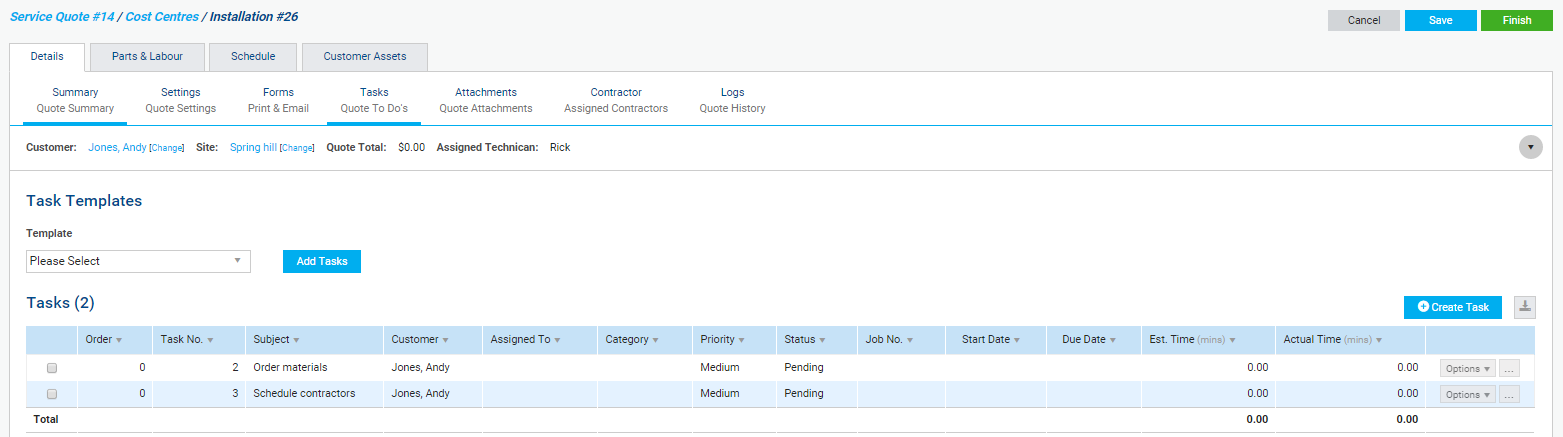 Service Quote #14 / Cost Centres / Installation #26
Cancel Save Finish
Details Parts & Labour Schedule Customer Assets
Summary Settings Forms Tasks Attachments Contractor Logs
Quote Summary Quote Settings Print & Email Quote To Do's Quote Attachments Assigned Contractors Quote History
Customer: Jones, Andy [Change] Site: Spring hill [Change] Quote Total: $0.00 Assigned Technican: Rick
Task Templates
Template
Please Select Add Tasks
Tasks (2) Create Task
Order Task No. Subject Customer Assigned To Category Priority Status Job No. Start Date Due Date Est. Time (mins) Actual Time (mins)
0 2 Order materials Jones, Andy Medium Pending 0.00 0.00 Options ...
0 3 Schedule contractors Jones, Andy Medium Pending 0.00 0.00 Options ...
Total 0.00 0.00